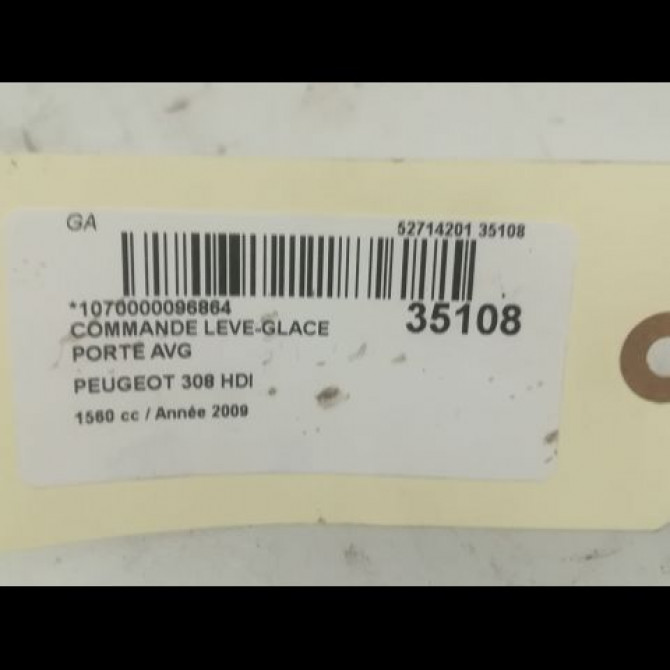 GA
52714201 35108
*1070000096864
35108
COMMANDE LEVE-GLACE
PORTE AVG
PEUGEOT 308 HDI
1560 cc / Année 2009